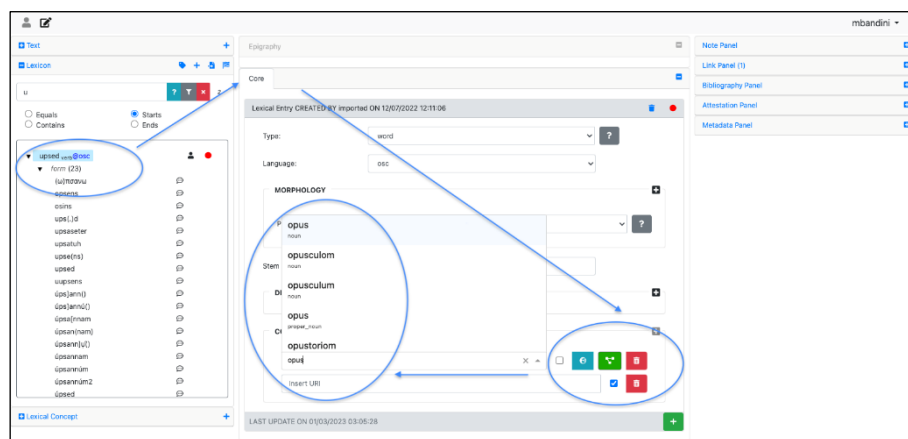 mbandini
Text
Lexicon
u
Equals
Starts
Contains
Ends
upsed verb@osc
form (23)
(ω)πσανω
opsens
osins
ups(.)d
upsaseter
upsatuh
upse(ns)
upsed
uupsens
úps]ann()
úps]annú()
úpsa[nnam
úpsan(nam)
úpsannam
úpsannúm
úpsannúm2
úpsed
Lexical Concept
Epigraphy
Core
Lexical Entry CREATED BY imported ON 12/07/2022 12:11:06
Type:
word
?
Language:
osc
MORPHOLOGY
P
?
Stem
opus
noun
opusculom
noun
opusculum
noun
opus
proper_noun
opustoriom
opus
Insert URI
LAST UPDATE ON 01/03/2023 03:05:28
Note Panel
Link Panel (1)
Bibliography Panel
Attestation Panel
Metadata Panel